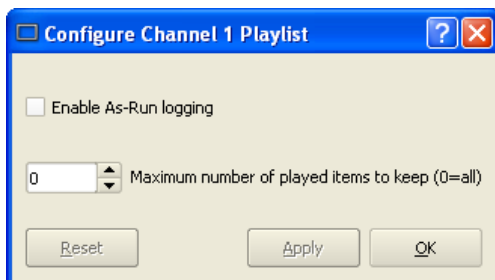 Configure Channel 1 Playlist
Enable As-Run logging
0 Maximum number of played items to keep (0=all)
Reset Apply OK